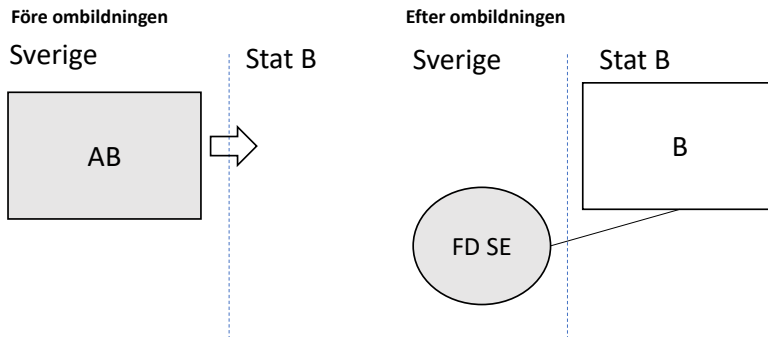 Före ombildningen
Sverige
Stat B
AB
Efter ombildningen
Sverige
Stat B
B
FD SE